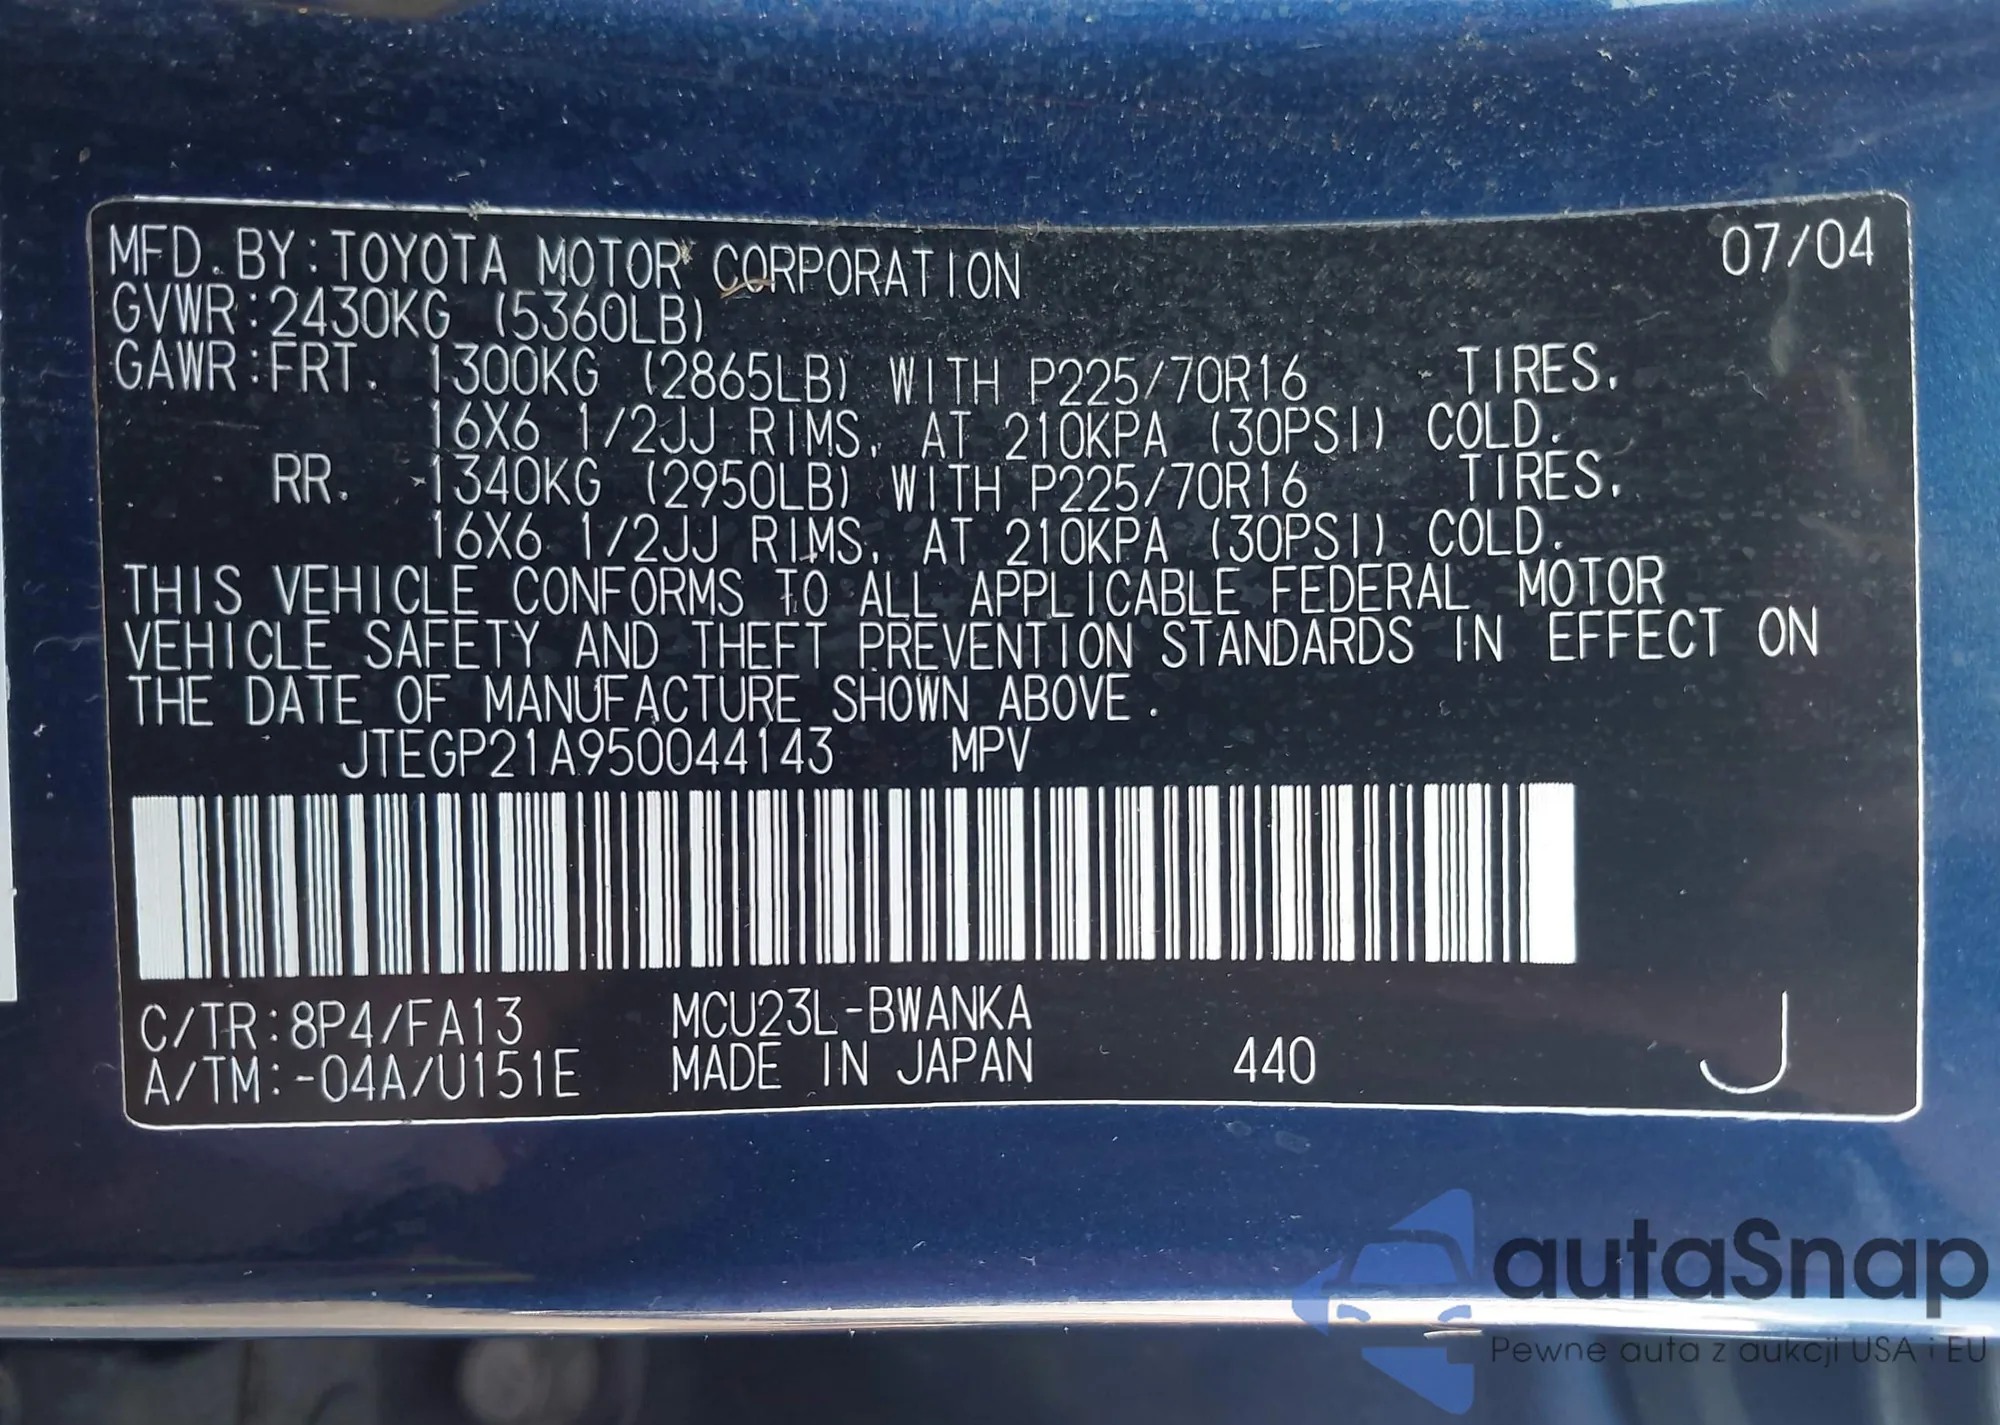 07/04
MFD. BY:TOYOTA MOTOR CORPORATION
GVWR:2430KG (5360LB)
GAWR:FRT. 1300KG (2865LB) WITH P225/70R16 TIRES,
16X6 1/2JJ RIMS, AT 210KPA (30PSI) COLD.
RR. 1340KG (2950LB) WITH P225/70R16 TIRES,
16X6 1/2JJ RIMS, AT 210KPA (30PSI) COLD.
THIS VEHICLE CONFORMS TO ALL APPLICABLE FEDERAL MOTOR
VEHICLE SAFETY AND THEFT PREVENTION STANDARDS IN EFFECT ON
THE DATE OF MANUFACTURE SHOWN ABOVE.
JTEGP21A950044143 MPV
C/TR:8P4/FA13 MCU23L-BWANKA
A/TM:-04A/U151E MADE IN JAPAN 440 J
autaSnap
Pewne auta z aukcji USA i EU